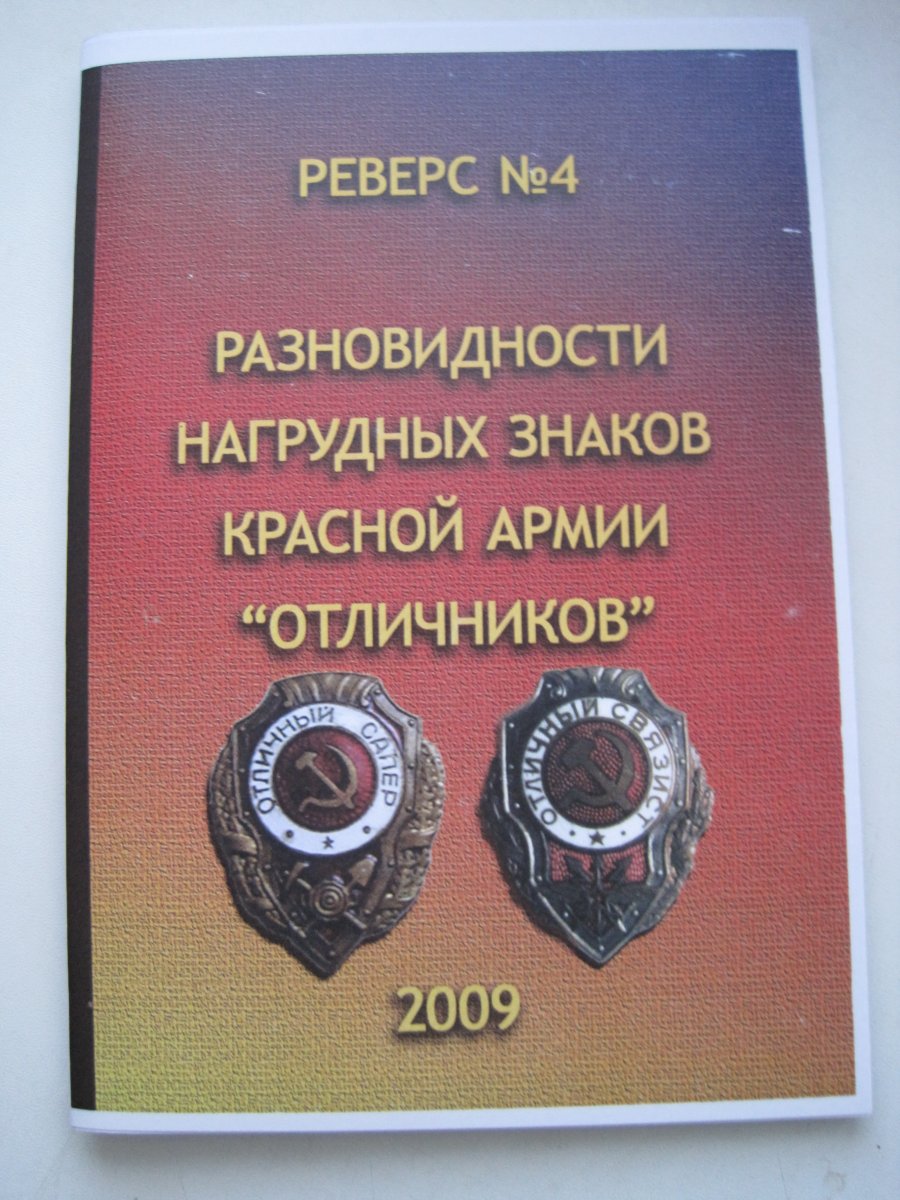 РЕВЕРС №4
РАЗНОВИДНОСТИ
НАГРУДНЫХ ЗНАКОВ
КРАСНОЙ АРМИИ
“ОТЛИЧНИКОВ”
ОТЛИЧНЫЙ САПЕР
ОТЛИЧНЫЙ СВЯЗИСТ
2009